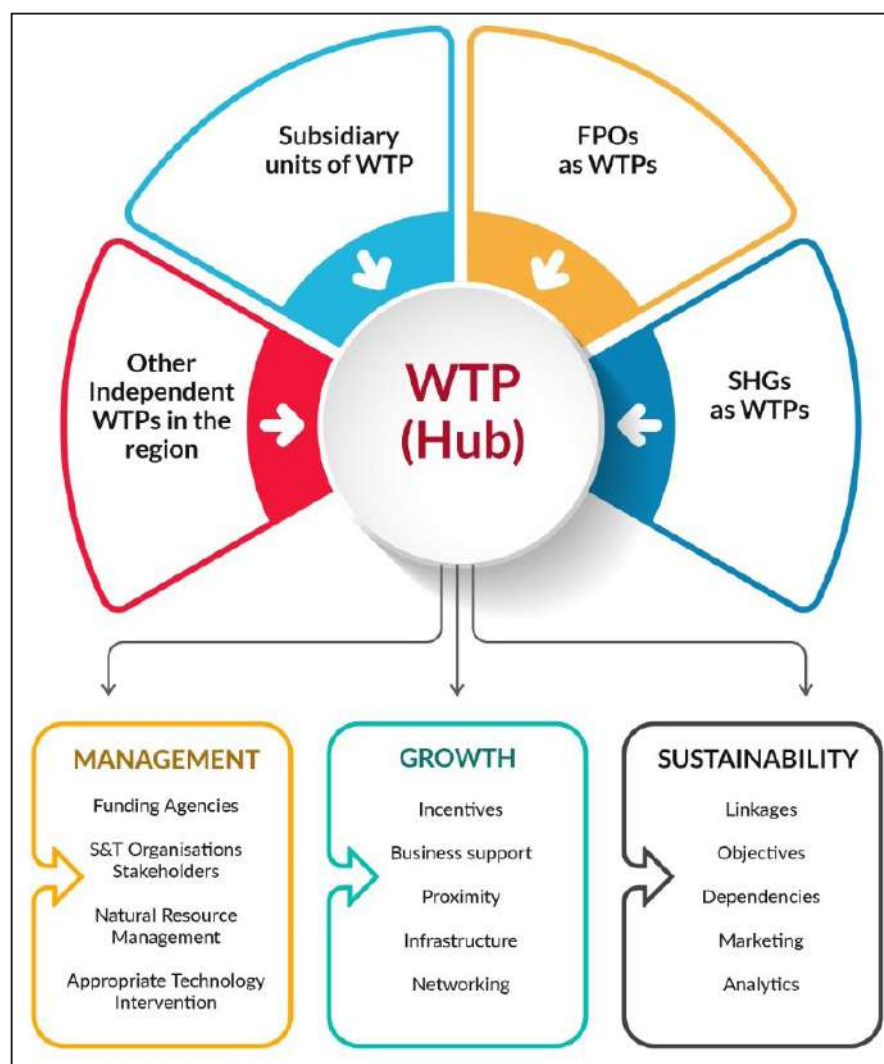 Subsidiary
units of WTP
FPOs
as WTPs
Other
Independent
WTPs in the
region
WTP
(Hub)
SHGs
as WTPs
MANAGEMENT
Funding Agencies
S&T Organisations
Stakeholders
Natural Resource
Management
Appropriate Technology
Intervention
GROWTH
Incentives
Business support
Proximity
Infrastructure
Networking
SUSTAINABILITY
Linkages
Objectives
Dependencies
Marketing
Analytics